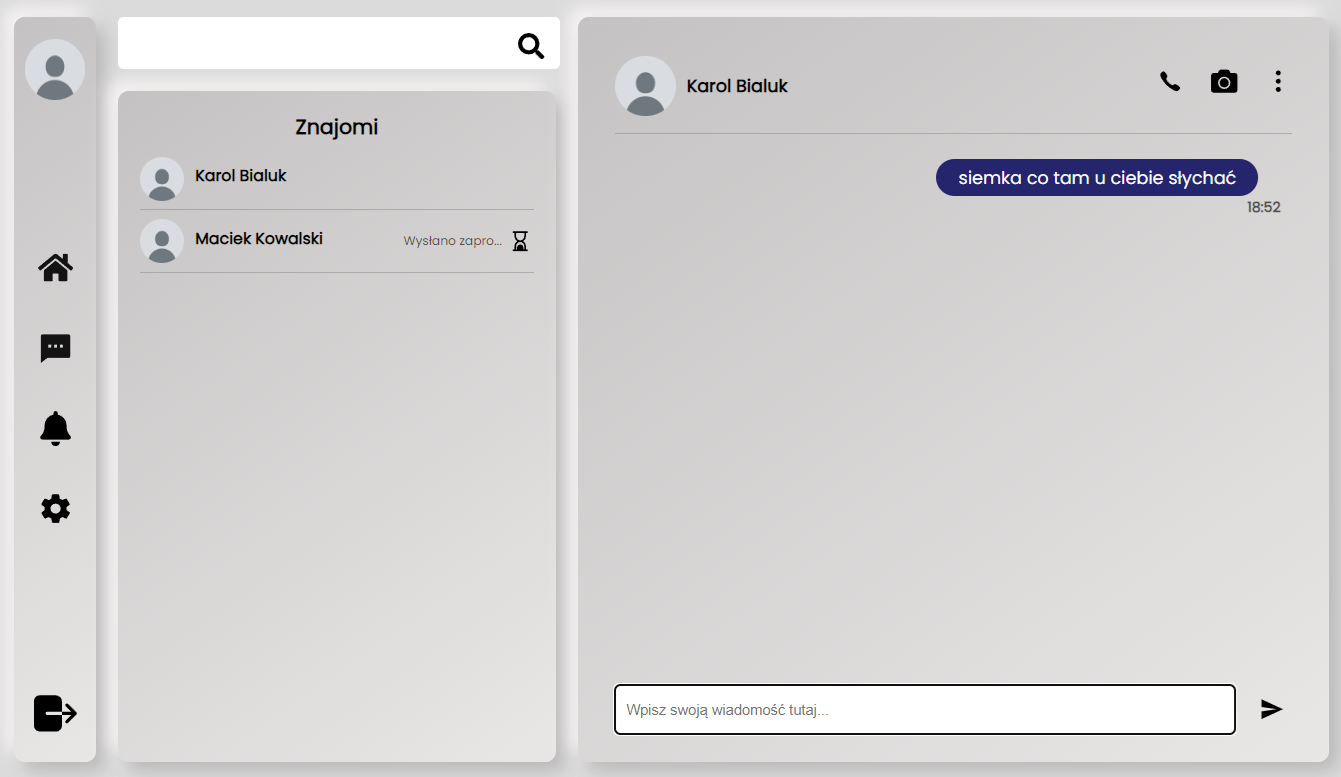 Znajomi
Karol Bialuk
Maciek Kowalski
Wysłano zapro...
Karol Bialuk
siemka co tam u ciebie słychać
18:52
Wpisz swoją wiadomość tutaj...